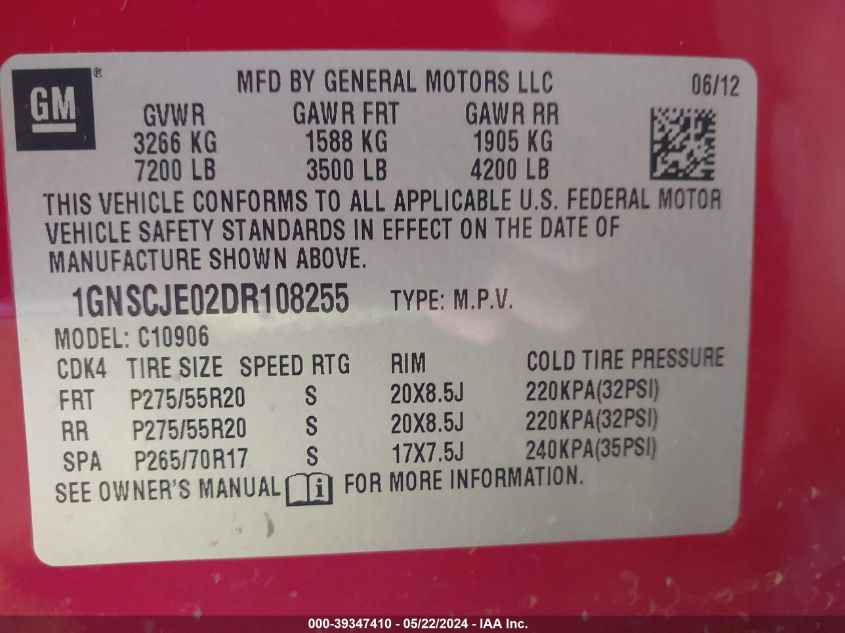 GM®
MFD BY GENERAL MOTORS LLC 06/12
GVWR GAWR FRT GAWR RR
3266 KG 1588 KG 1905 KG
7200 LB 3500 LB 4200 LB
THIS VEHICLE CONFORMS TO ALL APPLICABLE U.S. FEDERAL MOTOR
VEHICLE SAFETY STANDARDS IN EFFECT ON THE DATE OF
MANUFACTURE SHOWN ABOVE.
1GNSCJE02DR108255 TYPE: M.P.V.
MODEL: C10906
CDK4 TIRE SIZE SPEED RTG RIM COLD TIRE PRESSURE
FRT P275/55R20 S 20X8.5J 220KPA(32PSI)
RR P275/55R20 S 20X8.5J 220KPA(32PSI)
SPA P265/70R17 S 17X7.5J 240KPA(35PSI)
SEE OWNER'S MANUAL i FOR MORE INFORMATION.
000-39347410 - 05/22/2024 - IAA Inc.